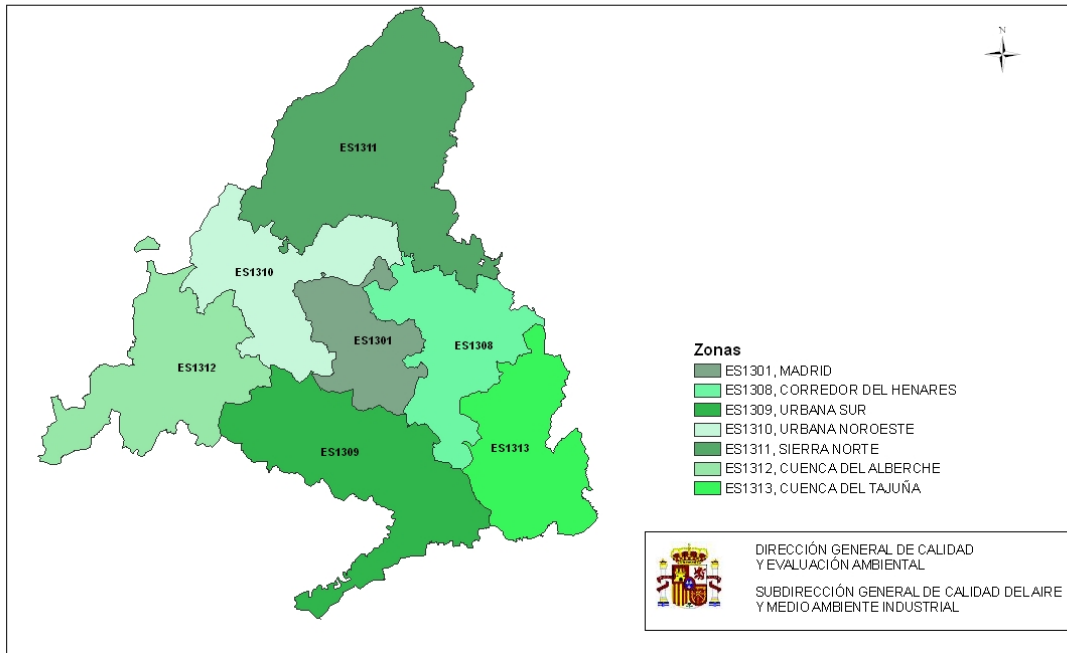 N
ES1311
ES1310
ES1301
ES1308
ES1312
ES1309
ES1313
Zonas
ES1301, MADRID
ES1308, CORREDOR DEL HENARES
ES1309, URBANA SUR
ES1310, URBANA NOROESTE
ES1311, SIERRA NORTE
ES1312, CUENCA DEL ALBERCHE
ES1313, CUENCA DEL TAJUÑA
DIRECCIÓN GENERAL DE CALIDAD
Y EVALUACIÓN AMBIENTAL
SUBDIRECCIÓN GENERAL DE CALIDAD DEL AIRE
Y MEDIO AMBIENTE INDUSTRIAL